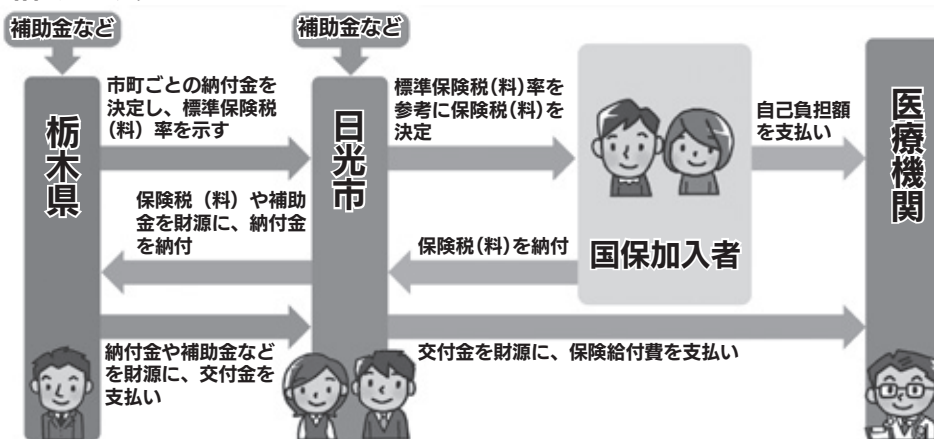 補助金など
補助金など
栃木県
市町ごとの納付金を
決定し、標準保険税
(料)率を示す
日光市
標準保険税(料)率を
参考に保険税(料)を
決定
自己負担額
を支払い
医療機関
保険税(料)や補助
金を財源に、納付金
を納付
保険税(料)を納付
国保加入者
納付金や補助金など
を財源に、交付金を
支払い
交付金を財源に、保険給付費を支払い